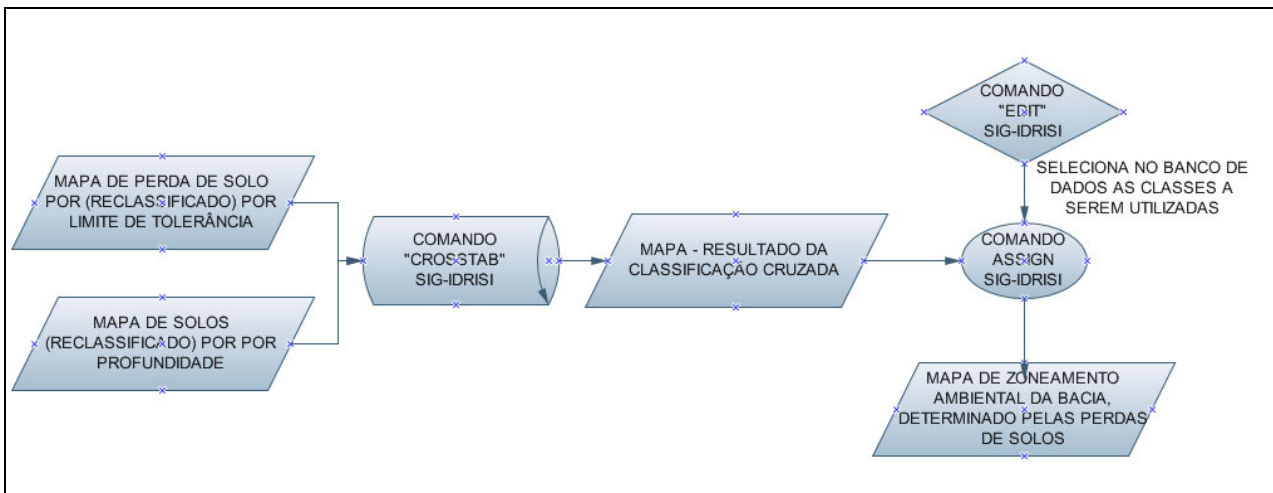 MAPA DE PERDA DE SOLO
POR (RECLASSIFICADO) POR
LIMITE DE TOLERÂNCIA
MAPA DE SOLOS
(RECLASSIFICADO) POR POR
PROFUNDIDADE
COMANDO
"CROSSTAB"
SIG-IDRISI
MAPA - RESULTADO DA
CLASSIFICAÇÃO CRUZADA
COMANDO
"EDIT"
SIG-IDRISI
SELECIONA NO BANCO DE
DADOS AS CLASSES A
SEREM UTILIZADAS
COMANDO
ASSIGN
SIG-IDRISI
MAPA DE ZONEAMENTO
AMBIENTAL DA BACIA,
DETERMINADO PELAS PERDAS
DE SOLOS